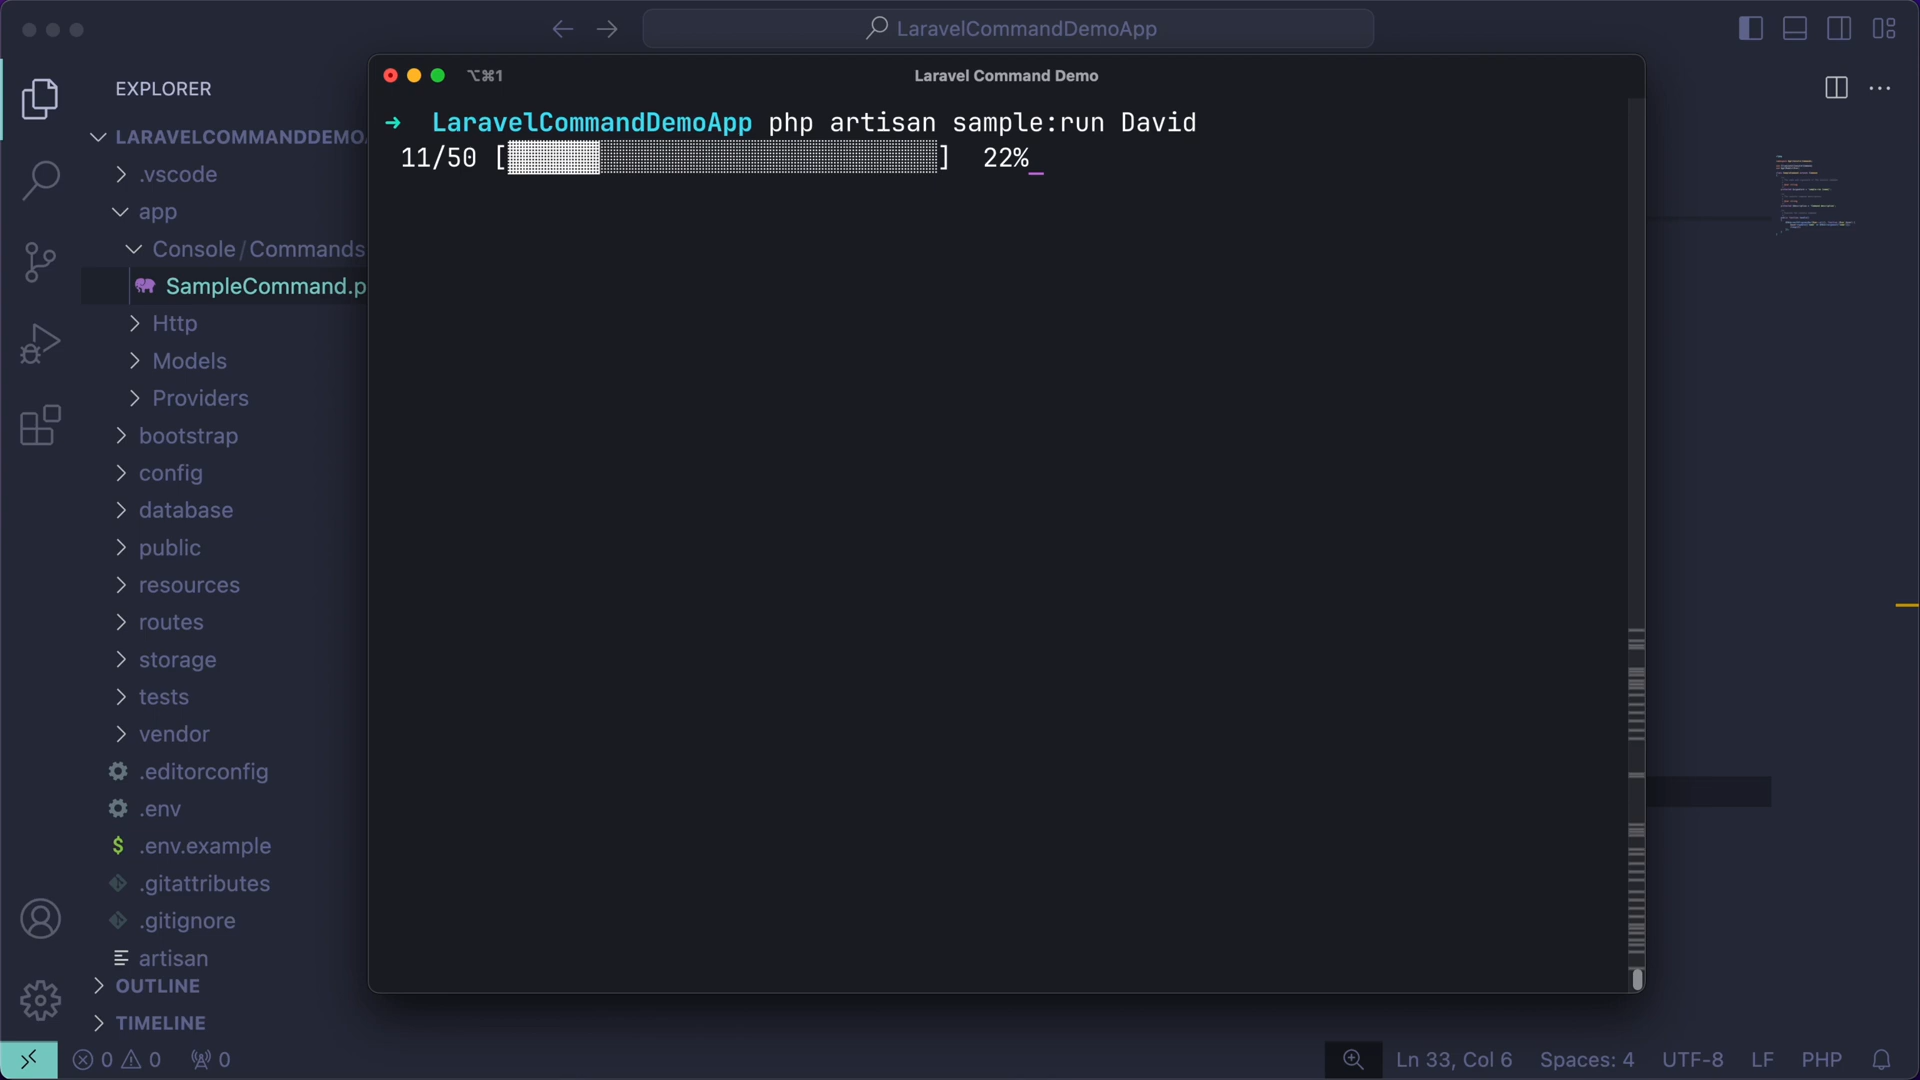 LaravelCommandDemoApp
EXPLORER
LARAVELCOMMANDDEMO
.vscode
app
Console/Commands
SampleCommand.p
Http
Models
Providers
bootstrap
config
database
public
resources
routes
storage
tests
vendor
.editorconfig
.env
$ .env.example
.gitattributes
.gitignore
artisan
OUTLINE
TIMELINE
⌥⌘1
Laravel Command Demo
➜ LaravelCommandDemoApp php artisan sample:run David
11/50 [▓▓▓▓▓▓░░░░░░░░░░░░░░░░░░░░░░] 22%
0 0 0
Ln 33, Col 6 Spaces: 4 UTF-8 LF PHP